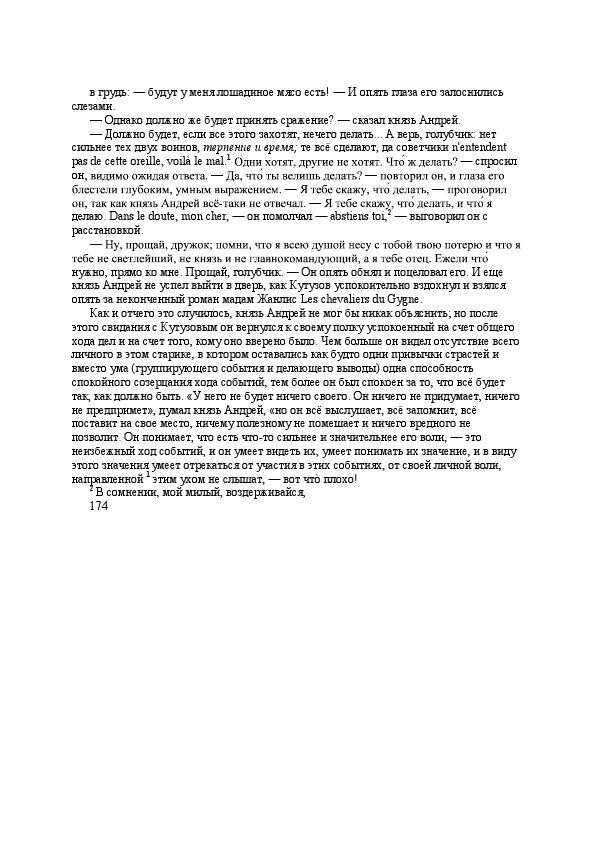 в грудь: — будут у меня лошадиное мясо есть! — И опять глаза его залоснились
слезами.
— Однако должно же будет принять сражение? — сказал князь Андрей.
— Должно будет, если все этого захотят, нечего делать... А верь, голубчик: нет
сильнее тех двух воинов, терпение и время; те всё сделают, да советчики n'entendent
pas de cette oreille, voilà le mal.¹ Одни хотят, другие не хотят. Что́ ж делать? — спросил
он, видимо ожидая ответа. — Да, что́ ты велишь делать? — повторил он, и глаза его
блестели глубоким, умным выражением. — Я тебе скажу, что́ делать, — проговорил
он, так как князь Андрей всё-таки не отвечал. — Я тебе скажу, что́ делать, и что́ я
делаю. Dans le doute, mon cher, — он помолчал — abstiens toi,² — выговорил он с
расстановкой.
— Ну, прощай, дружок; помни, что я всею душой несу с тобой твою потерю и что я
тебе не светлейший, не князь и не главнокомандующий, а я тебе отец. Ежели что́
нужно, прямо ко мне. Прощай, голубчик. — Он опять обнял и поцеловал его. И еще
князь Андрей не успел выйти в дверь, как Кутузов успокоительно вздохнул и взялся
опять за неконченный роман мадам Жанлис Les chevaliers du Gygne.
Как и отчего это случилось, князь Андрей не мог бы никак объяснить; но после
этого свидания с Кутузовым он вернулся к своему полку успокоенный на счет общего
хода дел и на счет того, кому оно вверено было. Чем больше он видел отсутствие всего
личного в этом старике, в котором оставались как будто одни привычки страстей и
вместо ума (группирующего события и делающего выводы) одна способность
спокойного созерцания хода событий, тем более он был спокоен за то, что всё будет
так, как должно быть. «У него не будет ничего своего. Он ничего не придумает, ничего
не предпримет», думал князь Андрей, «но он всё выслушает, всё запомнит, всё
поставит на свое место, ничему полезному не помешает и ничего вредного не
позволит. Он понимает, что есть что-то сильнее и значительнее его воли, — это
неизбежный ход событий, и он умеет видеть их, умеет понимать их значение, и в виду
этого значения умеет отрекаться от участия в этих событиях, от своей личной воли,
направленной ¹ этим ухом не слышат, — вот что̀ плохо!
² В сомнении, мой милый, воздерживайся,
174